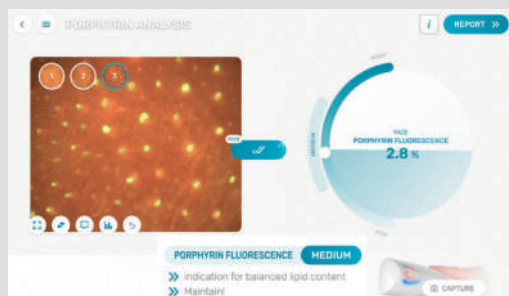 PORPHYRIN ANALYSIS
i
REPORT
1 2 3
FACE
MEDIUM
FACE
PORPHYRIN FLUORESCENCE
2.8 %
PORPHYRIN FLUORESCENCE MEDIUM
indication for balanced lipid content
Maintain!
CAPTURE